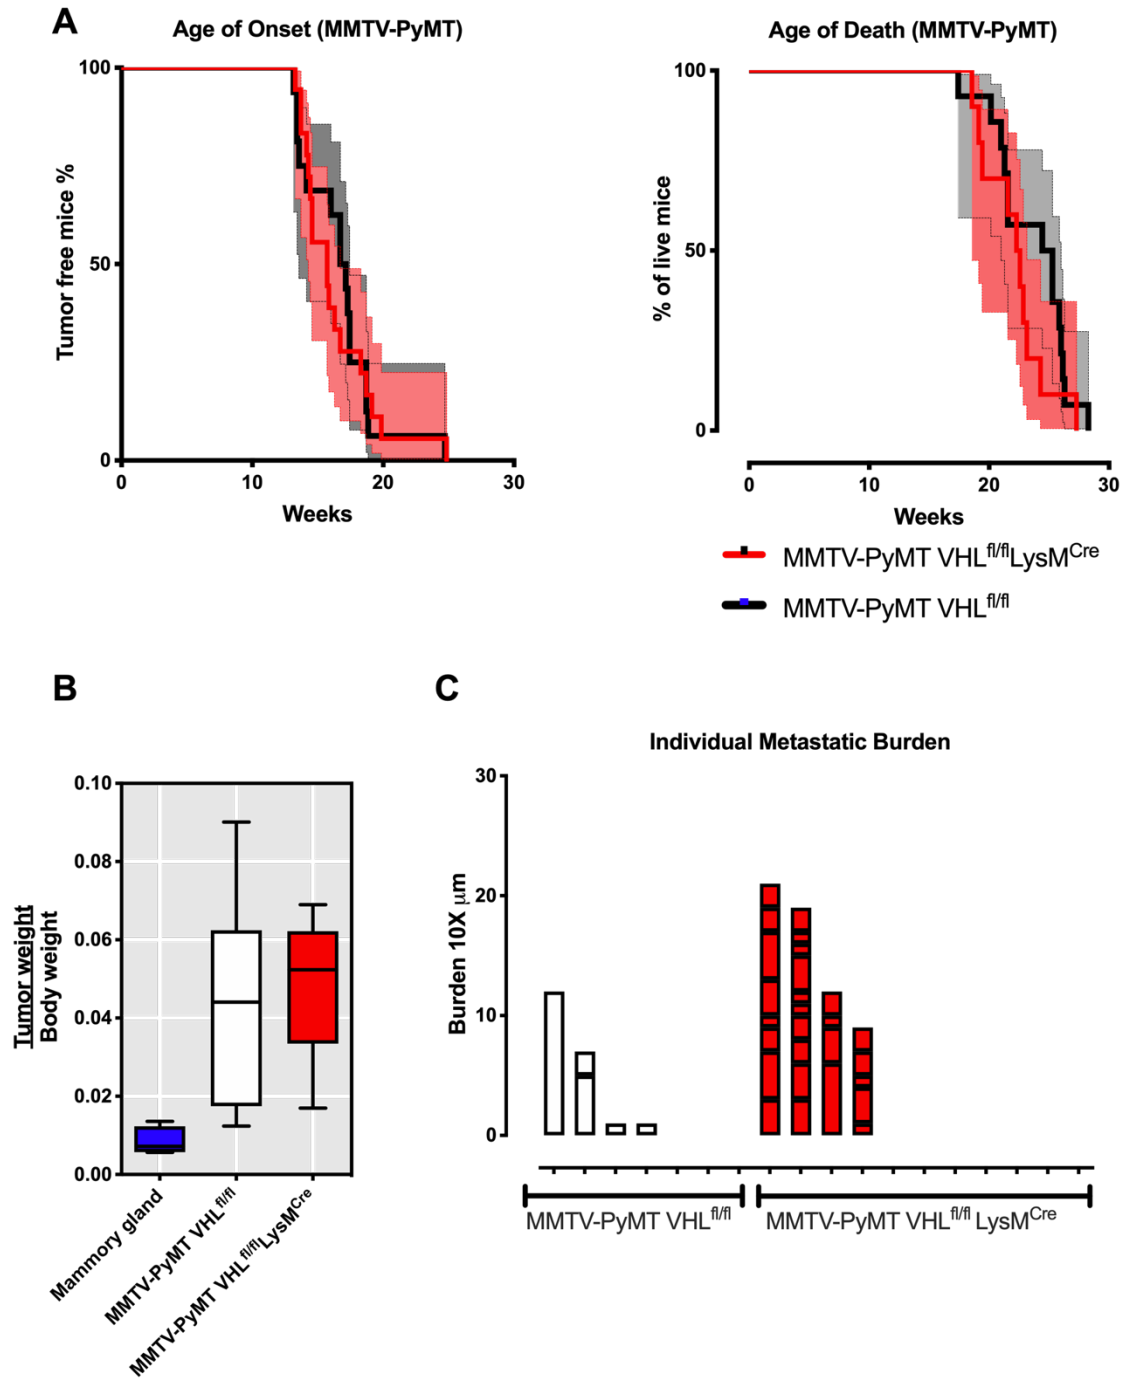 A
Age of Onset (MMTV-PyMT)
Tumor free mice %
100
50
0
0 10 20 30
Weeks
Age of Death (MMTV-PyMT)
% of live mice
100
50
0
0 10 20 30
Weeks
MMTV-PyMT VHLfl/flLysMCre
MMTV-PyMT VHLfl/fl
B
Tumor weight
Body weight
0.10
0.08
0.06
0.04
0.02
0.00
Mammory gland
MMTV-PyMT VHLfl/fl
MMTV-PyMT VHLfl/flLysMCre
C
Individual Metastatic Burden
Burden 10X µm
30
20
10
0
MMTV-PyMT VHLfl/fl
MMTV-PyMT VHLfl/fl LysMCre